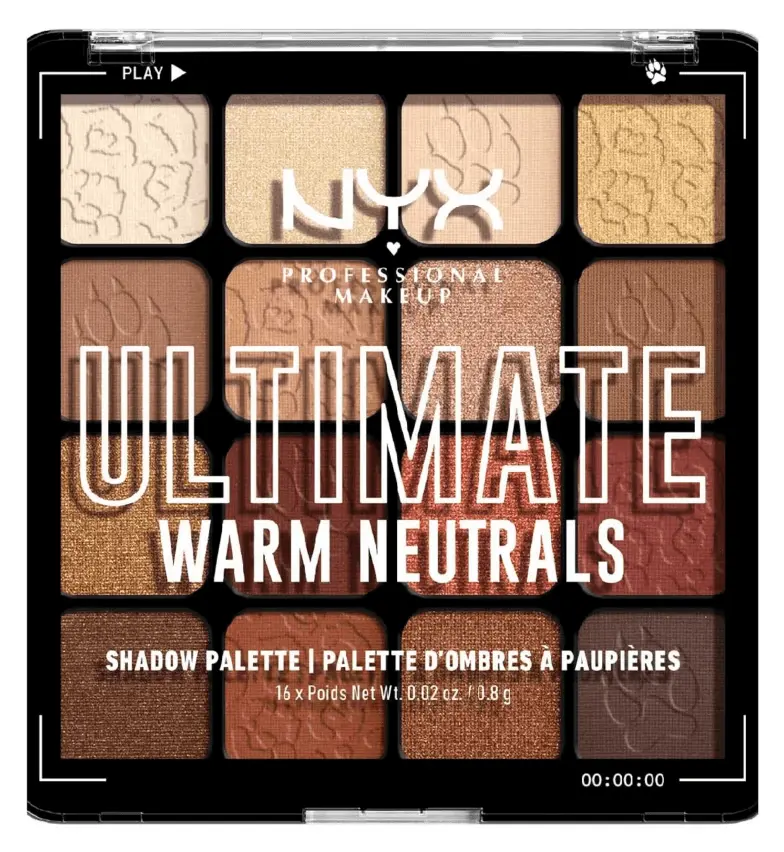 PLAY
NYX
PROFESSIONAL
MAKEUP
ULTIMATE
WARM NEUTRALS
SHADOW PALETTE | PALETTE D'OMBRES À PAUPIÈRES
16 x Poids Net Wt. 0.02 oz. / 0.8 g
00:00:00